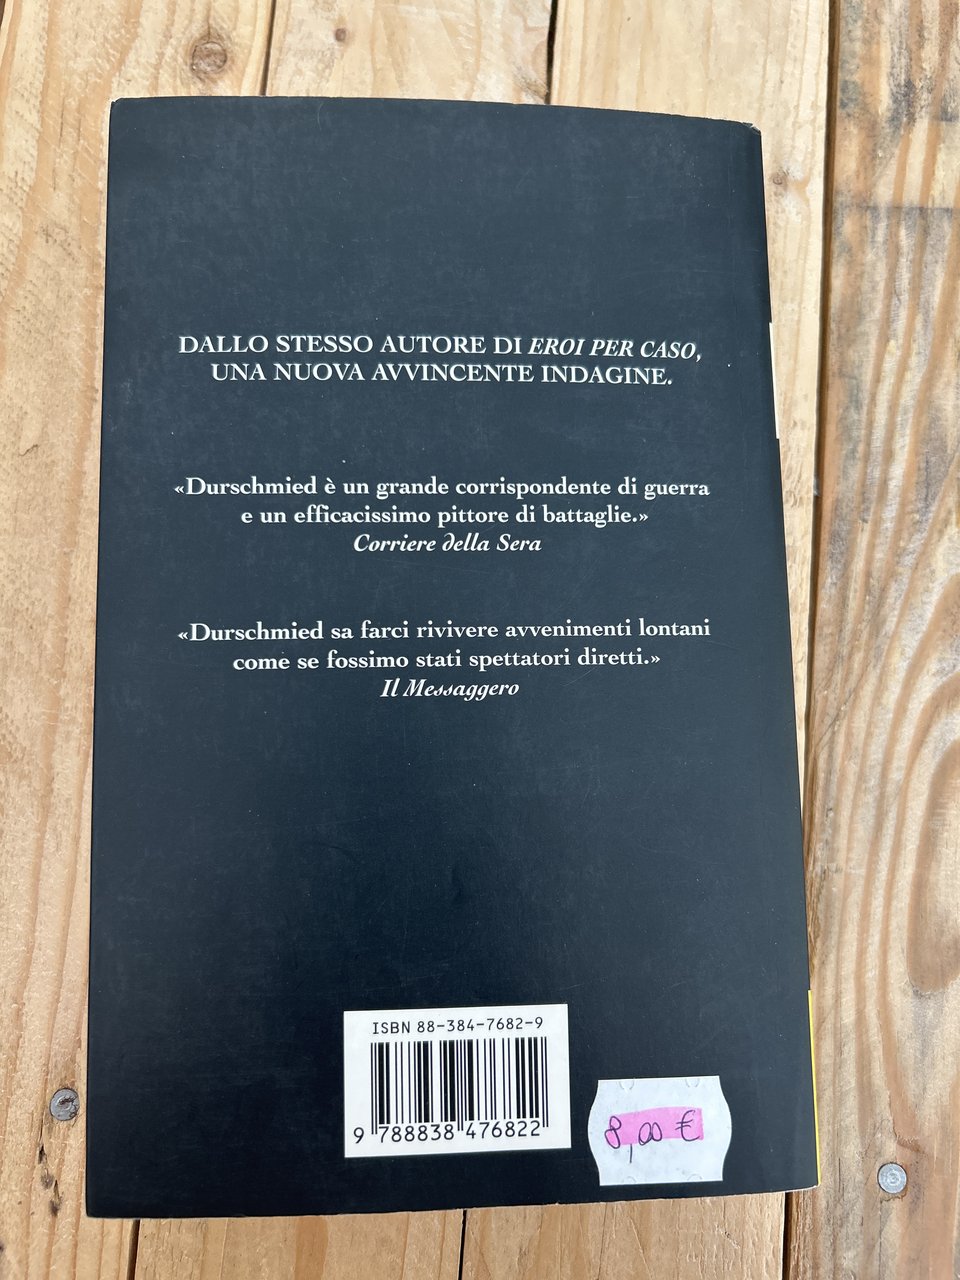 DALLO STESSO AUTORE DI EROI PER CASO,
UNA NUOVA AVVINCENTE INDAGINE.
«Durschmied è un grande corrispondente di guerra
e un efficacissimo pittore di battaglie.»
Corriere della Sera
«Durschmied sa farci rivivere avvenimenti lontani
come se fossimo stati spettatori diretti.»
Il Messaggero
ISBN 88-384-7682-9
9 788838 476822
8,00 €